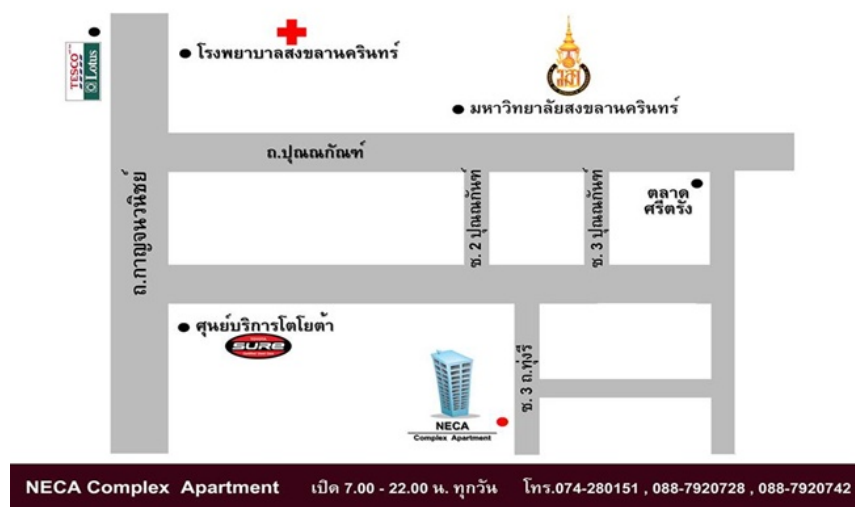 TESCO
Lotus
โรงพยาบาลสงขลานครินทร์
มหาวิทยาลัยสงขลานครินทร์
ถ.ปุณณกัณฑ์
ถ.กาญจนวนิชย์
ซ. 2 ปุณณกันฑ์
ซ. 3 ปุณณกันฑ์
ตลาด
ศรีตรัง
ศูนย์บริการโตโยต้า
SURE
ซ. 3 ถ.ทุ่งรี
NECA
Complex Apartment
NECA Complex Apartment เปิด 7.00 - 22.00 น. ทุกวัน โทร.074-280151 , 088-7920728 , 088-7920742